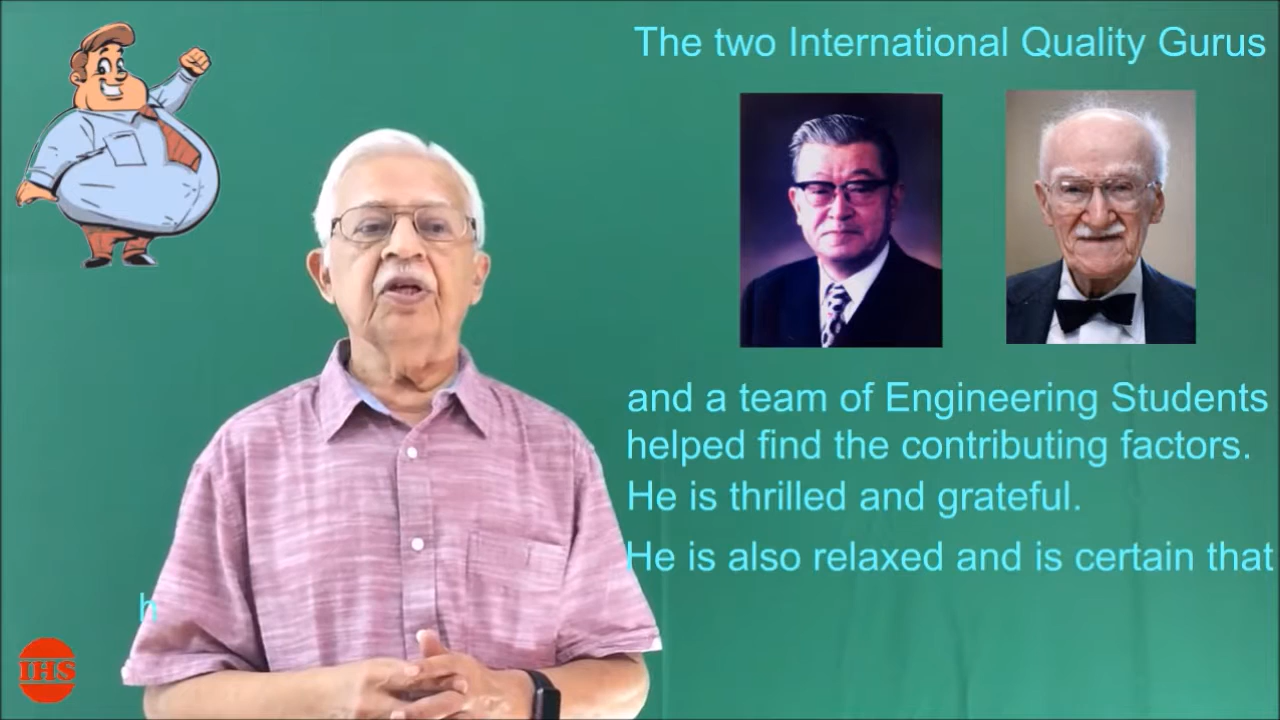 The two International Quality Gurus
and a team of Engineering Students
helped find the contributing factors.
He is thrilled and grateful.
He is also relaxed and is certain that
h
IHS